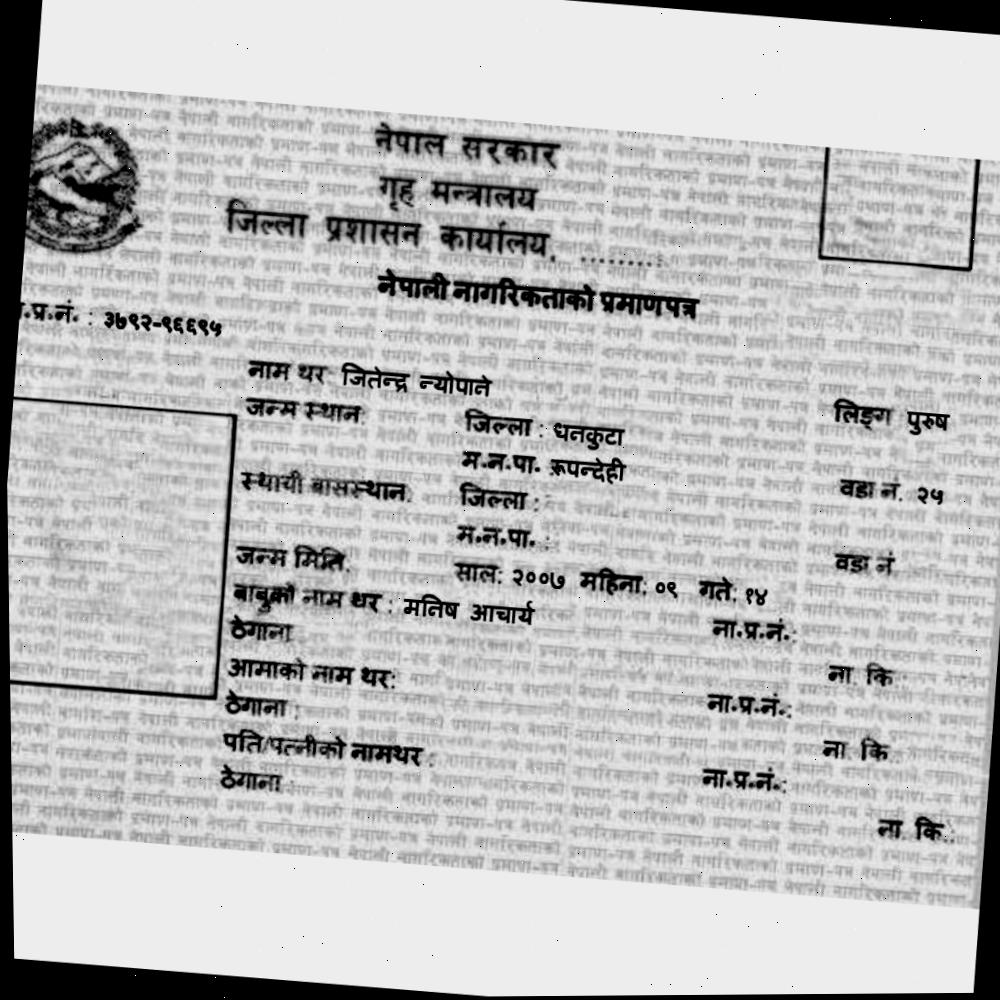 नेपाल सरकार
गृह मन्त्रालय
जिल्ला प्रशासन कार्यालय, .........
नेपाली नागरिकताको प्रमाणपत्र
.प्र.नं. : ३७९२-९६६९५
नाम थर जितेन्द्र न्योपाने
लिङ्ग पुरुष
जन्म स्थान: जिल्ला : धनकुटा
म.न.पा. रूपन्देही वडा नं. २५
स्थायी बासस्थान: जिल्ला :
म.न.पा. : वडा नं
जन्म मिति: साल: २००७ महिना: ०९ गते: १४
बाबुको नाम थर : मनिष आचार्य ना.प्र.नं.:
ठेगाना ना. कि.:
आमाको नाम थर: ना.प्र.नं.:
ठेगाना : ना. कि.:
पति/पत्नीको नामथर : ना.प्र.नं.:
ठेगाना : ना. कि.: